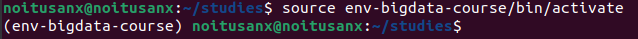 noitusanx@noitusanx:~/studies$ source env-bigdata-course/bin/activate
(env-bigdata-course) noitusanx@noitusanx:~/studies$